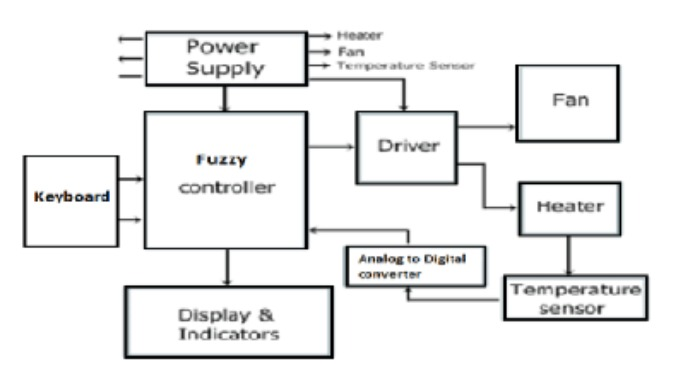 Heater
Power
Supply
Fan
Temperature Sensor
Fan
Driver
Fuzzy
controller
Keyboard
Heater
Analog to Digital
converter
Temperature
sensor
Display &
Indicators